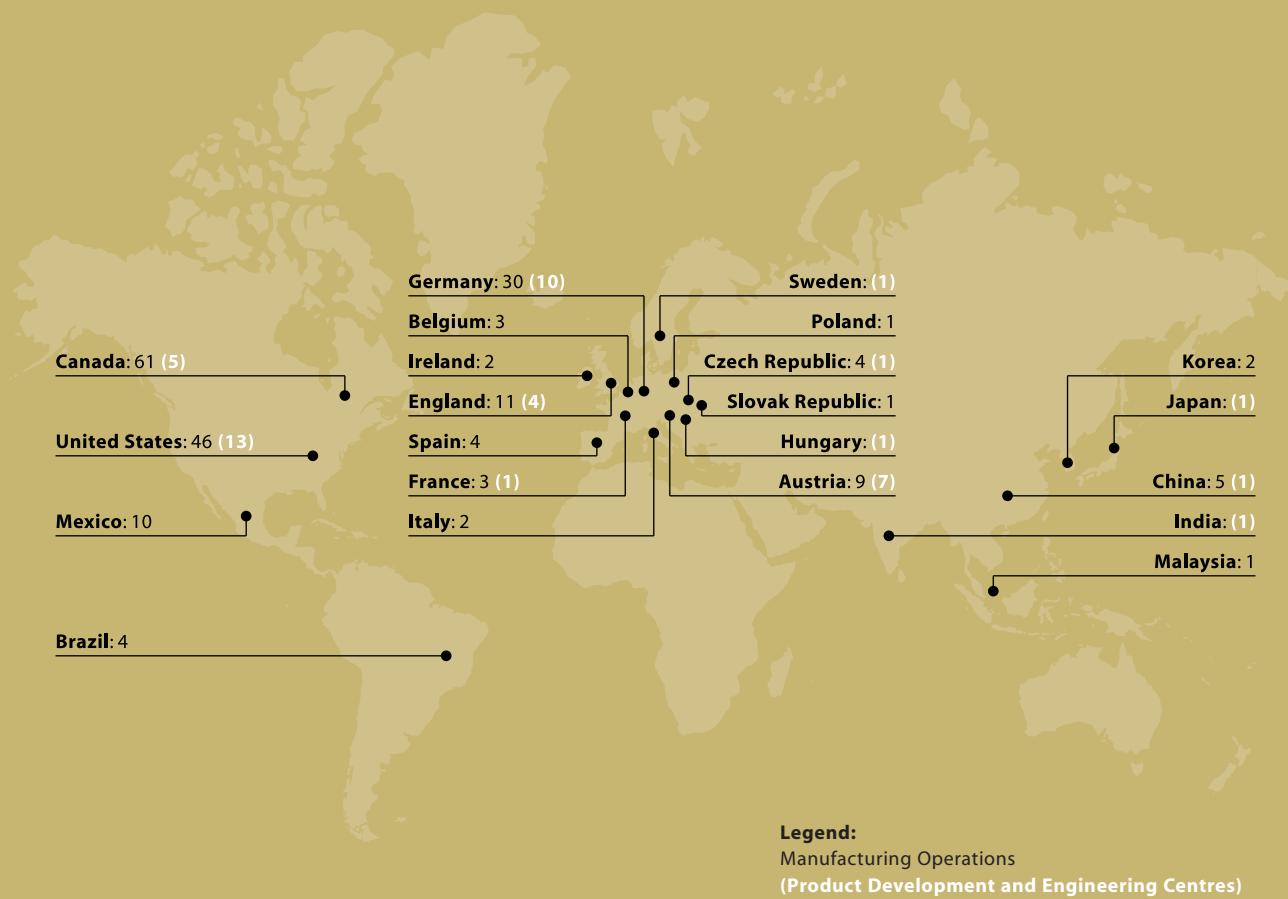 Canada: 61 (5)
United States: 46 (13)
Mexico: 10
Brazil: 4
Germany: 30 (10)
Belgium: 3
Ireland: 2
England: 11 (4)
Spain: 4
France: 3 (1)
Italy: 2
Sweden: (1)
Poland: 1
Czech Republic: 4 (1)
Slovak Republic: 1
Hungary: (1)
Austria: 9 (7)
Korea: 2
Japan: (1)
China: 5 (1)
India: (1)
Malaysia: 1
Legend:
Manufacturing Operations
(Product Development and Engineering Centres)